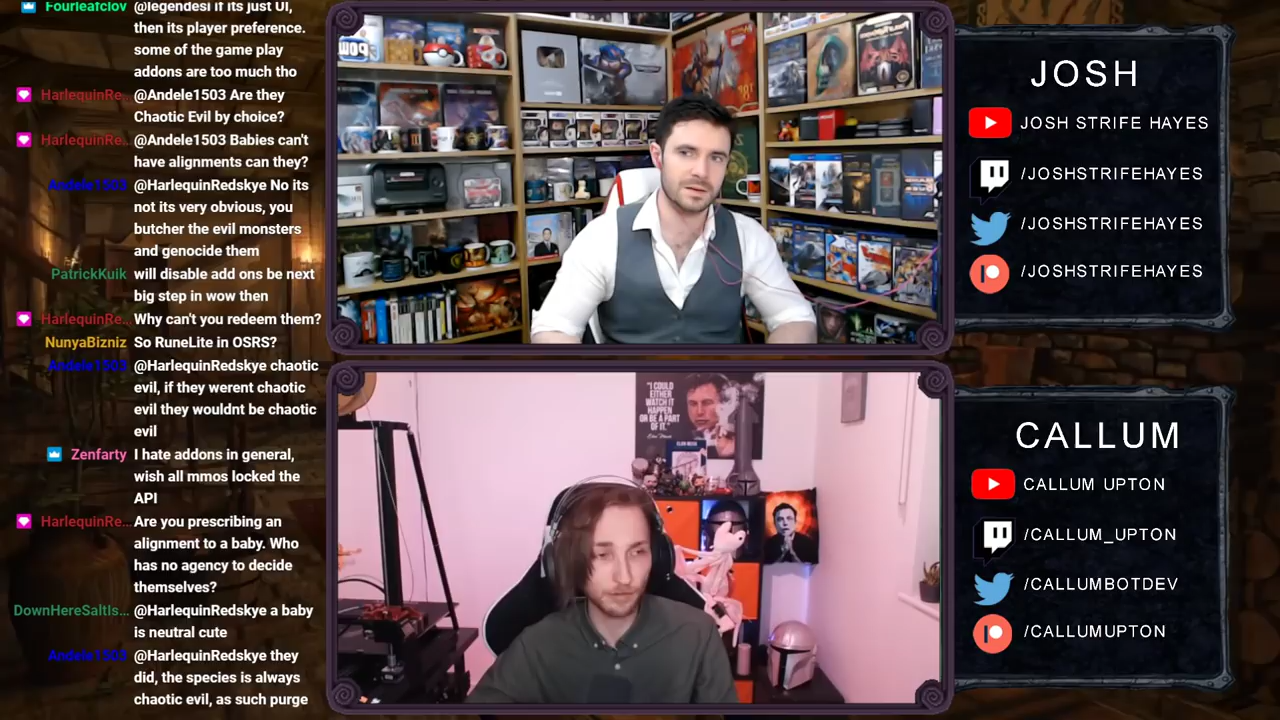 Fourleafclov @legendesi if its just UI,
then its player preference.
some of the game play
addons are too much tho
HarlequinRe... @Andele1503 Are they
Chaotic Evil by choice?
HarlequinRe... @Andele1503 Babies can't
have alignments can they?
Andele1503 @HarlequinRedskye No its
not its very obvious, you
butcher the evil monsters
and genocide them
PatrickKuik will disable add ons be next
big step in wow then
HarlequinRe... Why can't you redeem them?
NunyaBizniz So RuneLite in OSRS?
Andele1503 @HarlequinRedskye chaotic
evil, if they werent chaotic
evil they wouldnt be chaotic
evil
Zenfarty I hate addons in general,
wish all mmos locked the
API
HarlequinRe... Are you prescribing an
alignment to a baby. Who
has no agency to decide
themselves?
DownHereSaltIs... @HarlequinRedskye a baby
is neutral cute
Andele1503 @HarlequinRedskye they
did, the species is always
chaotic evil, as such purge
"I COULD
EITHER
WATCH IT
HAPPEN
OR BE A PART
OF IT."
JOSH
JOSH STRIFE HAYES
/JOSHSTRIFEHAYES
/JOSHSTRIFEHAYES
/JOSHSTRIFEHAYES
CALLUM
CALLUM UPTON
/CALLUM_UPTON
/CALLUMBOTDEV
/CALLUMUPTON